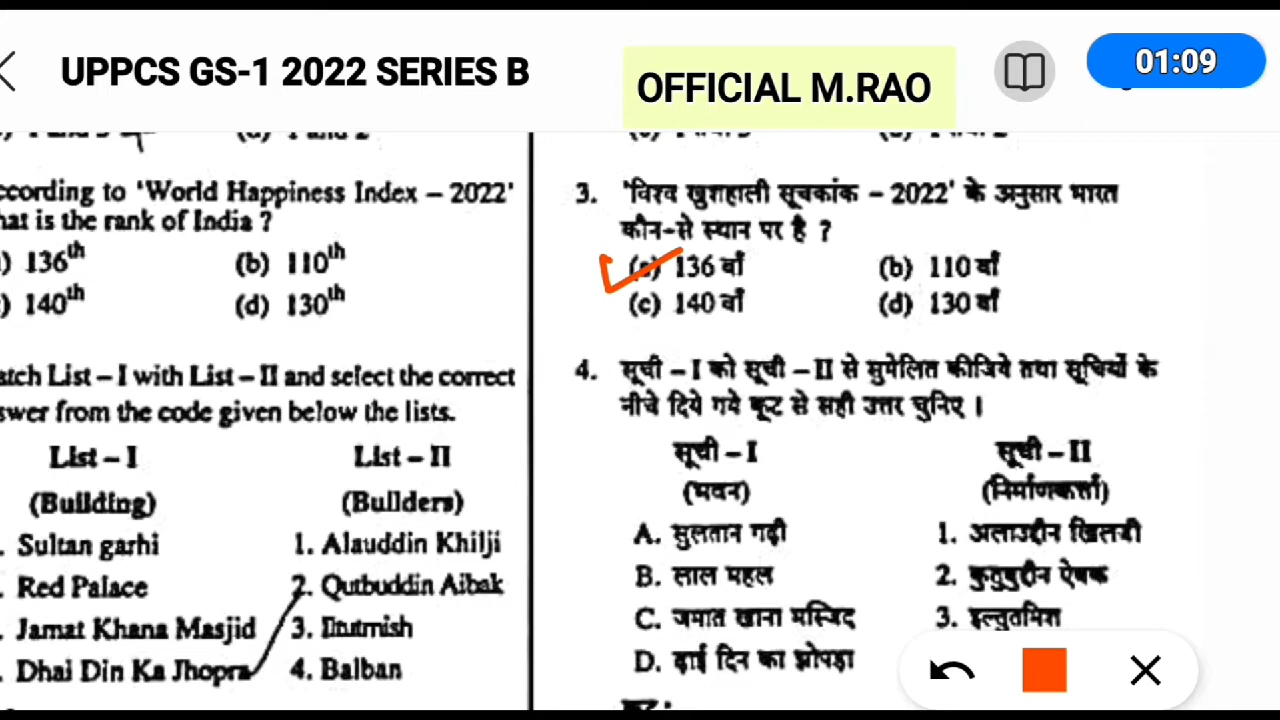 UPPCS GS-1 2022 SERIES B
OFFICIAL M.RAO
01:09
ccording to 'World Happiness Index – 2022'
hat is the rank of India ?
) 136th
(b) 110th
) 140th
(d) 130th
atch List – I with List – II and select the correct
swer from the code given below the lists.
List – I
List – II
(Building)
(Builders)
. Sultan garhi
1. Alauddin Khilji
. Red Palace
2. Qutbuddin Aibak
. Jamat Khana Masjid
3. Iltutmish
. Dhai Din Ka Jhopra
4. Balban
3. 'विश्व खुशहाली सूचकांक – 2022' के अनुसार भारत
कौन-से स्थान पर है ?
(a) 136 वाँ
(b) 110 वाँ
(c) 140 वाँ
(d) 130 वाँ
4. सूची – I को सूची – II से सुमेलित कीजिये तथा सूचियों के
नीचे दिये गये कूट से सही उत्तर चुनिए ।
सूची – I
सूची – II
(भवन)
(निर्माणकर्त्ता)
A. सुलतान गढ़ी
1. अलाउद्दीन खिलजी
B. लाल महल
2. कुतुबुद्दीन ऐबक
C. जमात खाना मस्जिद
3. इल्तुतमिश
D. ढाई दिन का झोपड़ा